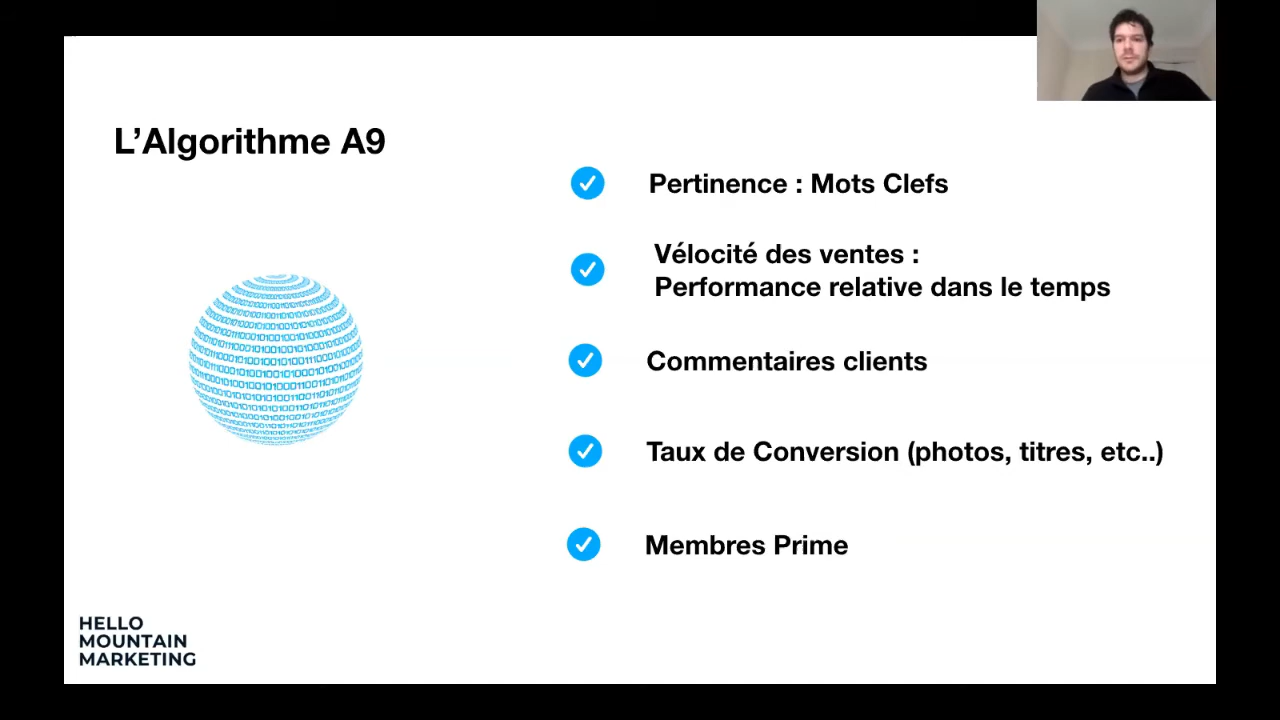 L’Algorithme A9
Pertinence : Mots Clefs
Vélocité des ventes :
Performance relative dans le temps
Commentaires clients
Taux de Conversion (photos, titres, etc..)
Membres Prime
HELLO
MOUNTAIN
MARKETING